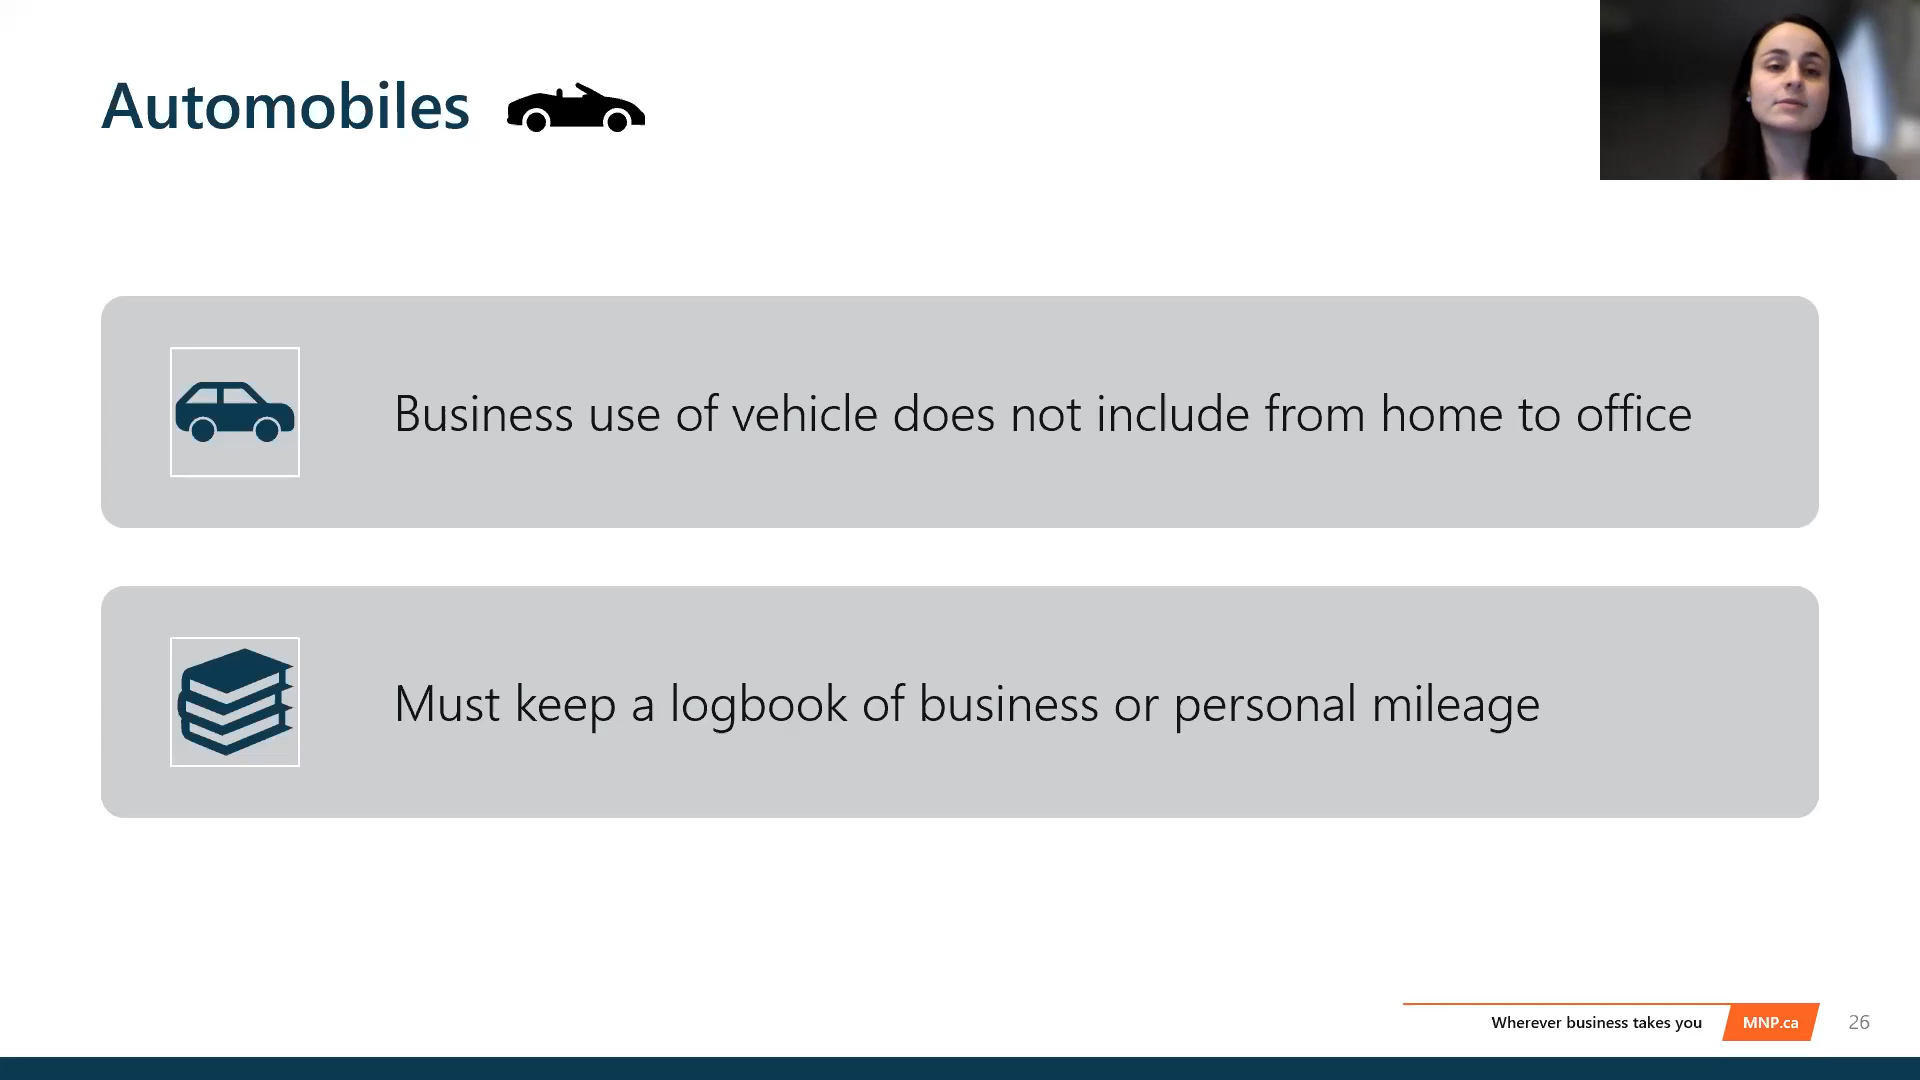 Automobiles
Business use of vehicle does not include from home to office
Must keep a logbook of business or personal mileage
Wherever business takes you
MNP.ca
26